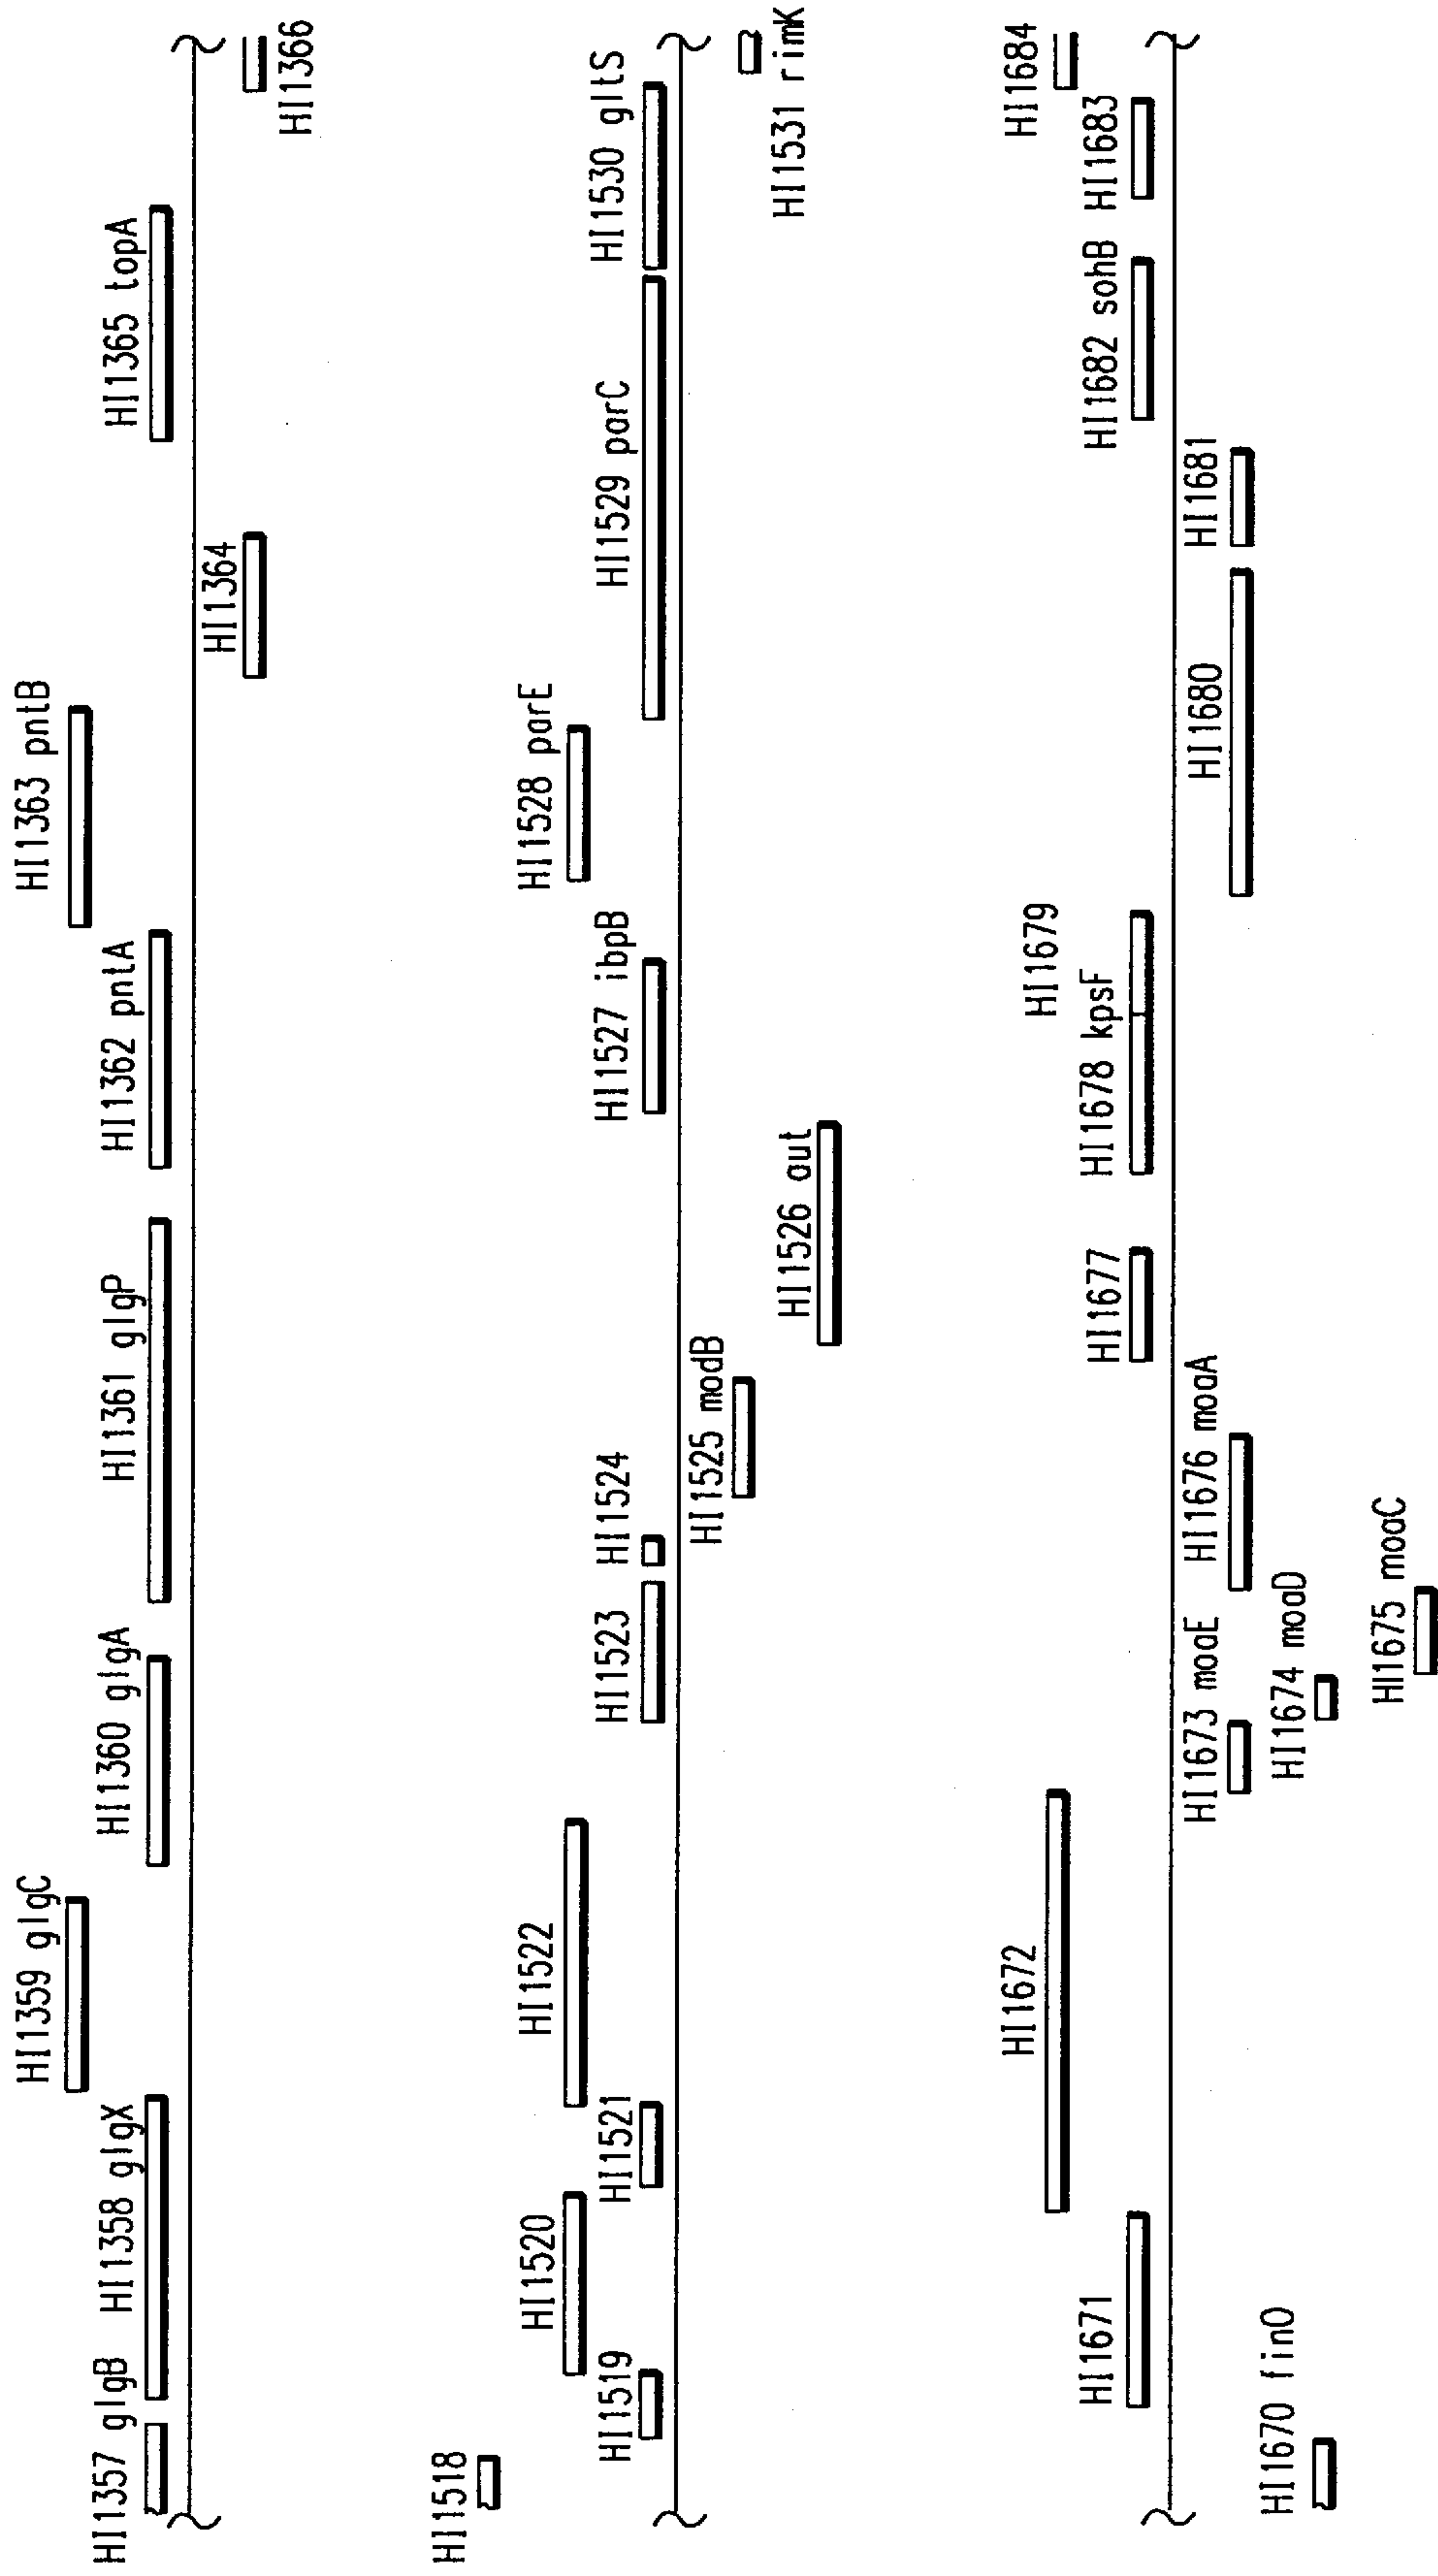 HI1357 glgB
HI1358 glgX
HI1359 glgC
HI1360 glgA
HI1361 glgP
HI1362 pntA
HI1363 pntB
HI1364
HI1365 topA
HI1366
HI1518
HI1519
HI1520
HI1521
HI1522
HI1523
HI1524
HI1525 modB
HI1526 aut
HI1527 ibpB
HI1528 parE
HI1529 parC
HI1530 gltS
HI1531 rimK
HI1670 finO
HI1671
HI1672
HI1673 moaE
HI1674 moaD
HI1675 moaC
HI1676 moaA
HI1677
HI1678 kpsF
HI1679
HI1680
HI1681
HI1682 sohB
HI1683
HI1684